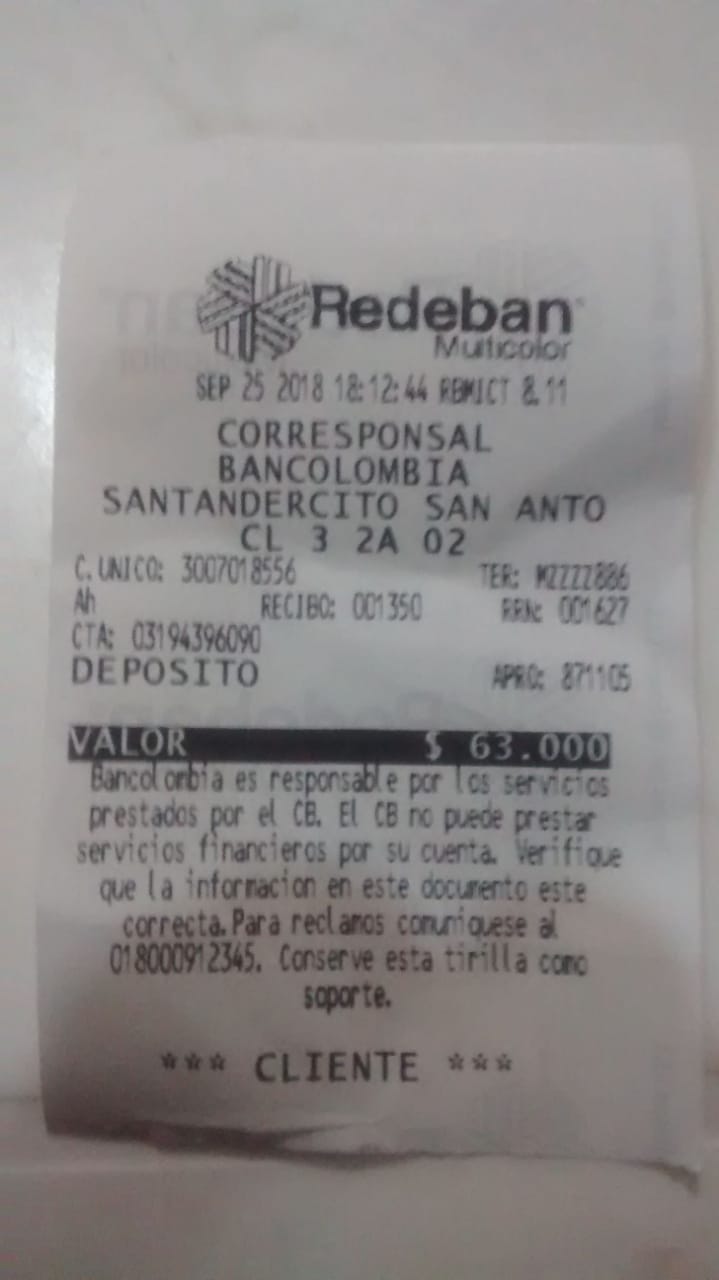 Redeban
Multicolor
SEP 25 2018 18:12:44 RBMICT 8.11
CORRESPONSAL
BANCOLOMBIA
SANTANDERCITO SAN ANTO
CL 3 2A 02
C. UNICO: 3007018556 TER: MZZZZ886
Ah RECIBO: 001350 RRN: 001627
CTA: 03194396090
DEPOSITO APRO: 871105
VALOR $ 63.000
Bancolombia es responsable por los servicios
prestados por el CB. El CB no puede prestar
servicios financieros por su cuenta. Verifique
que la informacion en este documento este
correcta. Para reclamos comuniquese al
018000912345. Conserve esta tirilla como
soporte.
*** CLIENTE ***